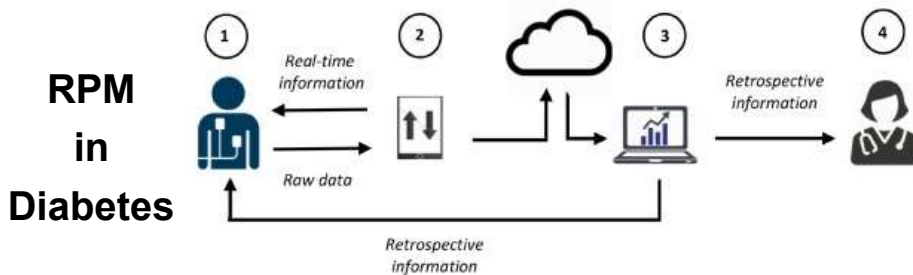 RPM
in
Diabetes
1
2
3
4
Real-time
information
Raw data
Retrospective
information
Retrospective
information